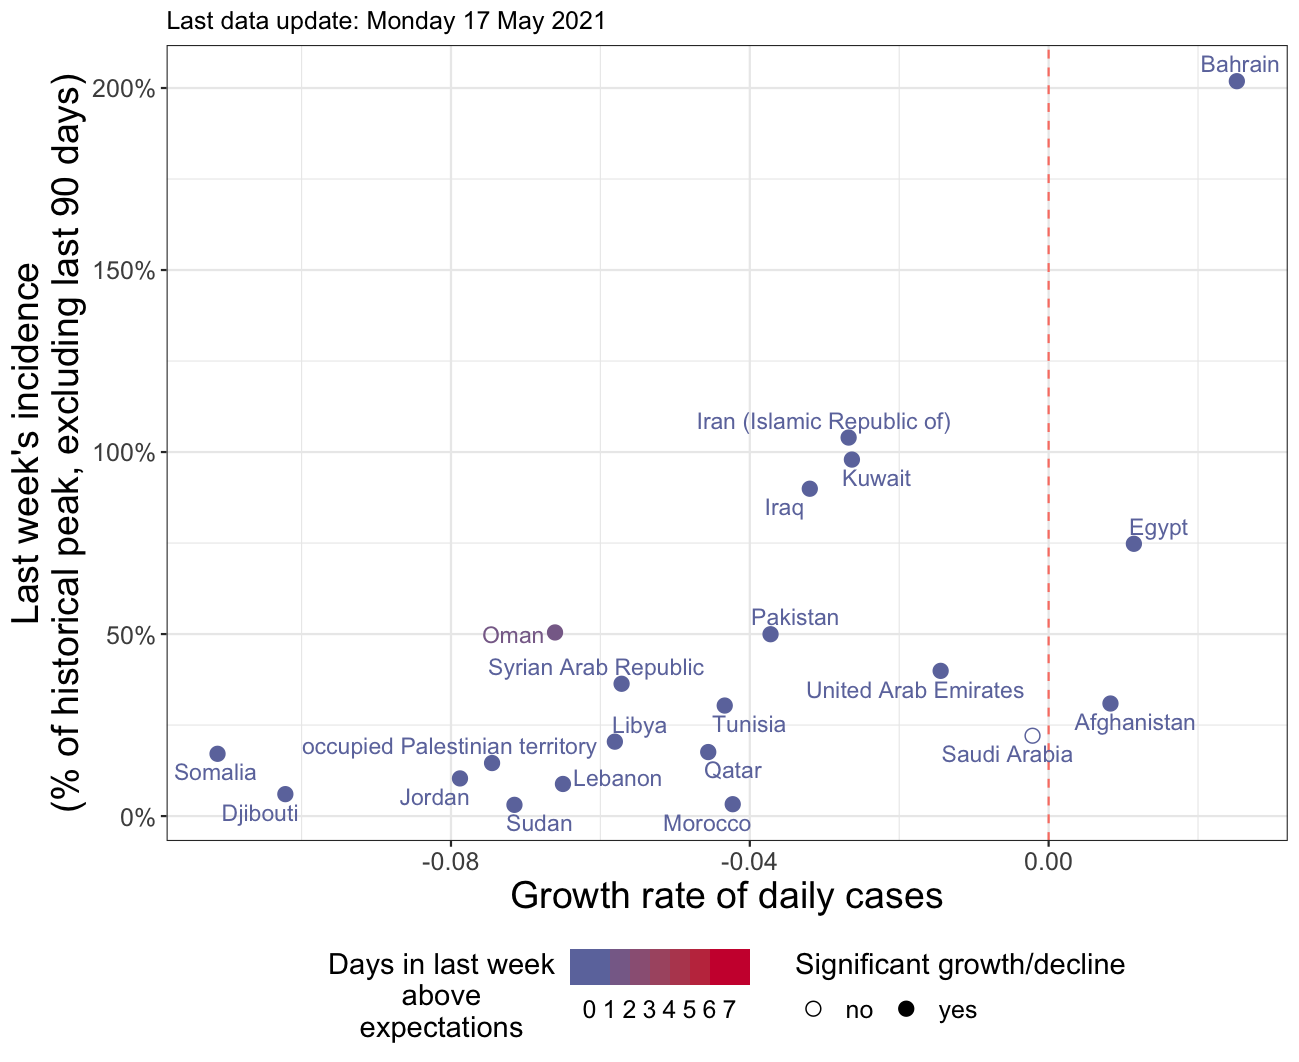 Last data update: Monday 17 May 2021
Last week's incidence
(% of historical peak, excluding last 90 days)
200%
150%
100%
50%
0%
Bahrain
Iran (Islamic Republic of)
Kuwait
Iraq
Egypt
Pakistan
Oman
Syrian Arab Republic
United Arab Emirates
Tunisia
Afghanistan
Libya
occupied Palestinian territory
Saudi Arabia
Somalia
Qatar
Lebanon
Jordan
Djibouti
Sudan
Morocco
-0.08
-0.04
0.00
Growth rate of daily cases
Days in last week
above
expectations
0 1 2 3 4 5 6 7
Significant growth/decline
no
yes